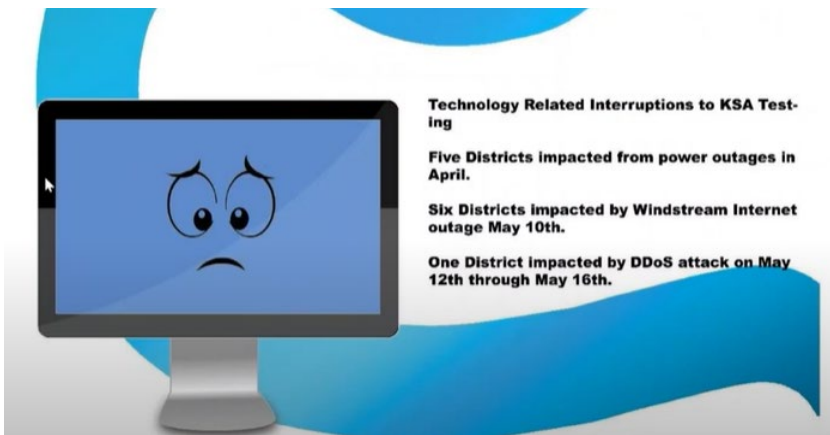 Technology Related Interruptions to KSA Test-
ing
Five Districts impacted from power outages in
April.
Six Districts impacted by Windstream Internet
outage May 10th.
One District impacted by DDoS attack on May
12th through May 16th.